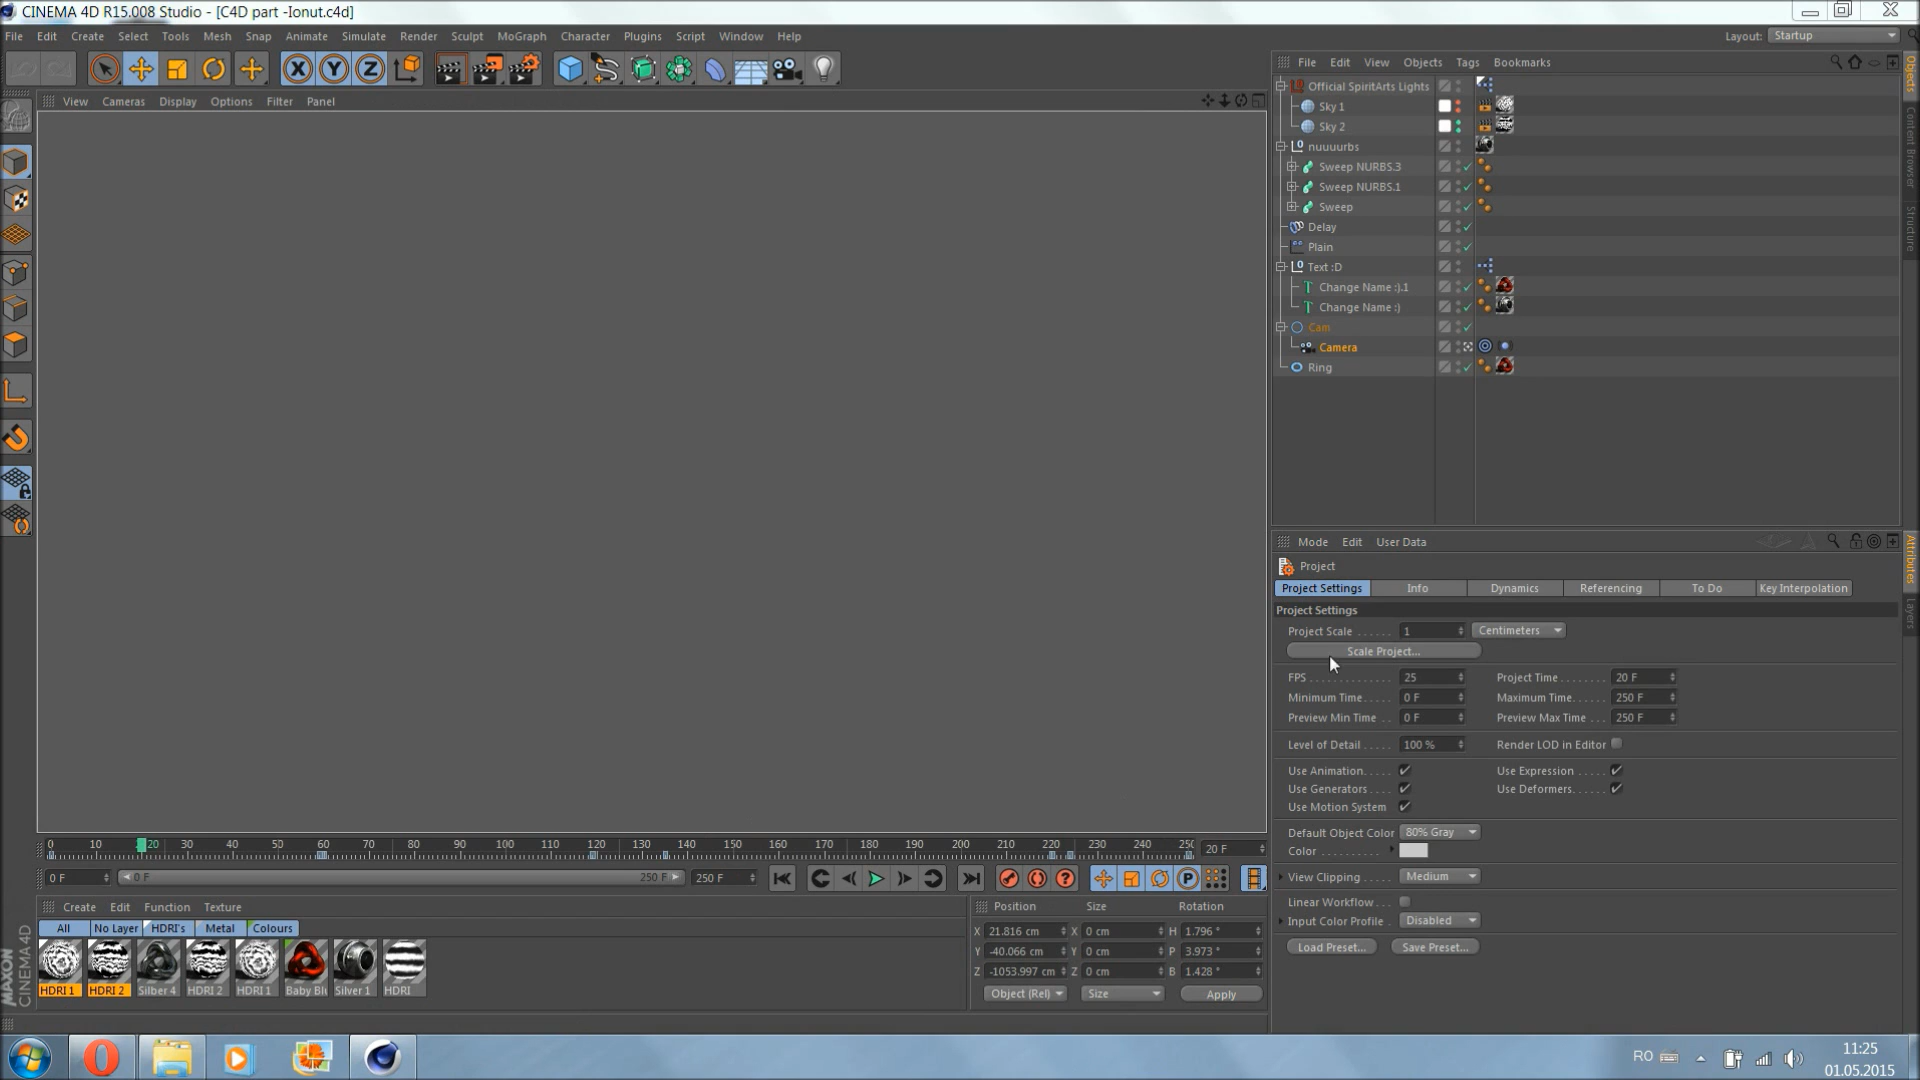 CINEMA 4D R15.008 Studio - [C4D part -Ionut.c4d]
File Edit Create Select Tools Mesh Snap Animate Simulate Render Sculpt MoGraph Character Plugins Script Window Help Layout: Startup
File Edit View Objects Tags Bookmarks
View Cameras Display Options Filter Panel
Official SpiritArts Lights
Sky 1
Sky 2
nuuuurbs
Sweep NURBS.3
Sweep NURBS.1
Sweep
Delay
Plain
Text :D
Change Name :).1
Change Name :)
Cam
Camera
Ring
Objects
Content Browser
Structure
Mode Edit User Data
Project
Project Settings Info Dynamics Referencing To Do Key Interpolation
Project Settings
Project Scale 1 Centimeters
Scale Project...
FPS 25 Project Time 20 F
Minimum Time 0 F Maximum Time 250 F
Preview Min Time 0 F Preview Max Time 250 F
Level of Detail 100 % Render LOD in Editor
Use Animation Use Expression
Use Generators Use Deformers
Use Motion System
Default Object Color 80% Gray
Color
View Clipping Medium
Linear Workflow
Input Color Profile Disabled
Load Preset... Save Preset...
Attributes
Layers
0 10 20 30 40 50 60 70 80 90 100 110 120 130 140 150 160 170 180 190 200 210 220 230 240 250 20 F
0 F 0 F 250 F 250 F
Create Edit Function Texture
All No Layer HDRI's Metal Colours
HDRI 1 HDRI 2 Silber 4 HDRI 2 HDRI 1 Baby Blu Silver 1 HDRI
Position Size Rotation
X 21.816 cm X 0 cm H 1.796 °
Y -40.066 cm Y 0 cm P 3.973 °
Z -1053.997 cm Z 0 cm B 1.428 °
Object (Rel) Size Apply
MAXON
CINEMA 4D
RO
11:25
01.05.2015